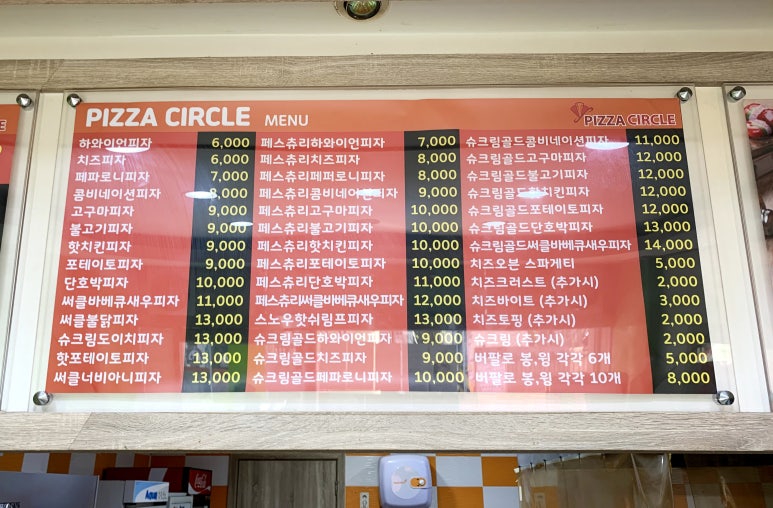 PIZZA CIRCLE MENU
PIZZA CIRCLE
하와이언피자 6,000
치즈피자 6,000
페파로니피자 7,000
콤비네이션피자 8,000
고구마피자 9,000
불고기피자 9,000
핫치킨피자 9,000
포테이토피자 9,000
단호박피자 10,000
써클바베큐새우피자 11,000
써클불닭피자 13,000
슈크림도이치피자 13,000
핫포테이토피자 13,000
써클너비아니피자 13,000
페스츄리하와이언피자 7,000
페스츄리치즈피자 8,000
페스츄리페퍼로니피자 8,000
페스츄리콤비네이션피자 9,000
페스츄리고구마피자 10,000
페스츄리불고기피자 10,000
페스츄리핫치킨피자 10,000
페스츄리포테이토피자 10,000
페스츄리단호박피자 11,000
페스츄리써클바베큐새우피자 12,000
스노우핫쉬림프피자 13,000
슈크림골드하와이언피자 9,000
슈크림골드치즈피자 9,000
슈크림골드페파로니피자 10,000
슈크림골드콤비네이션피자 11,000
슈크림골드고구마피자 12,000
슈크림골드불고기피자 12,000
슈크림골드핫치킨피자 12,000
슈크림골드포테이토피자 12,000
슈크림골드단호박피자 13,000
슈크림골드써클바베큐새우피자 14,000
치즈오븐 스파게티 5,000
치즈크러스트 (추가시) 2,000
치즈바이트 (추가시) 3,000
치즈토핑 (추가시) 2,000
슈크림 (추가시) 2,000
버팔로 봉,윙 각각 6개 5,000
버팔로 봉,윙 각각 10개 8,000